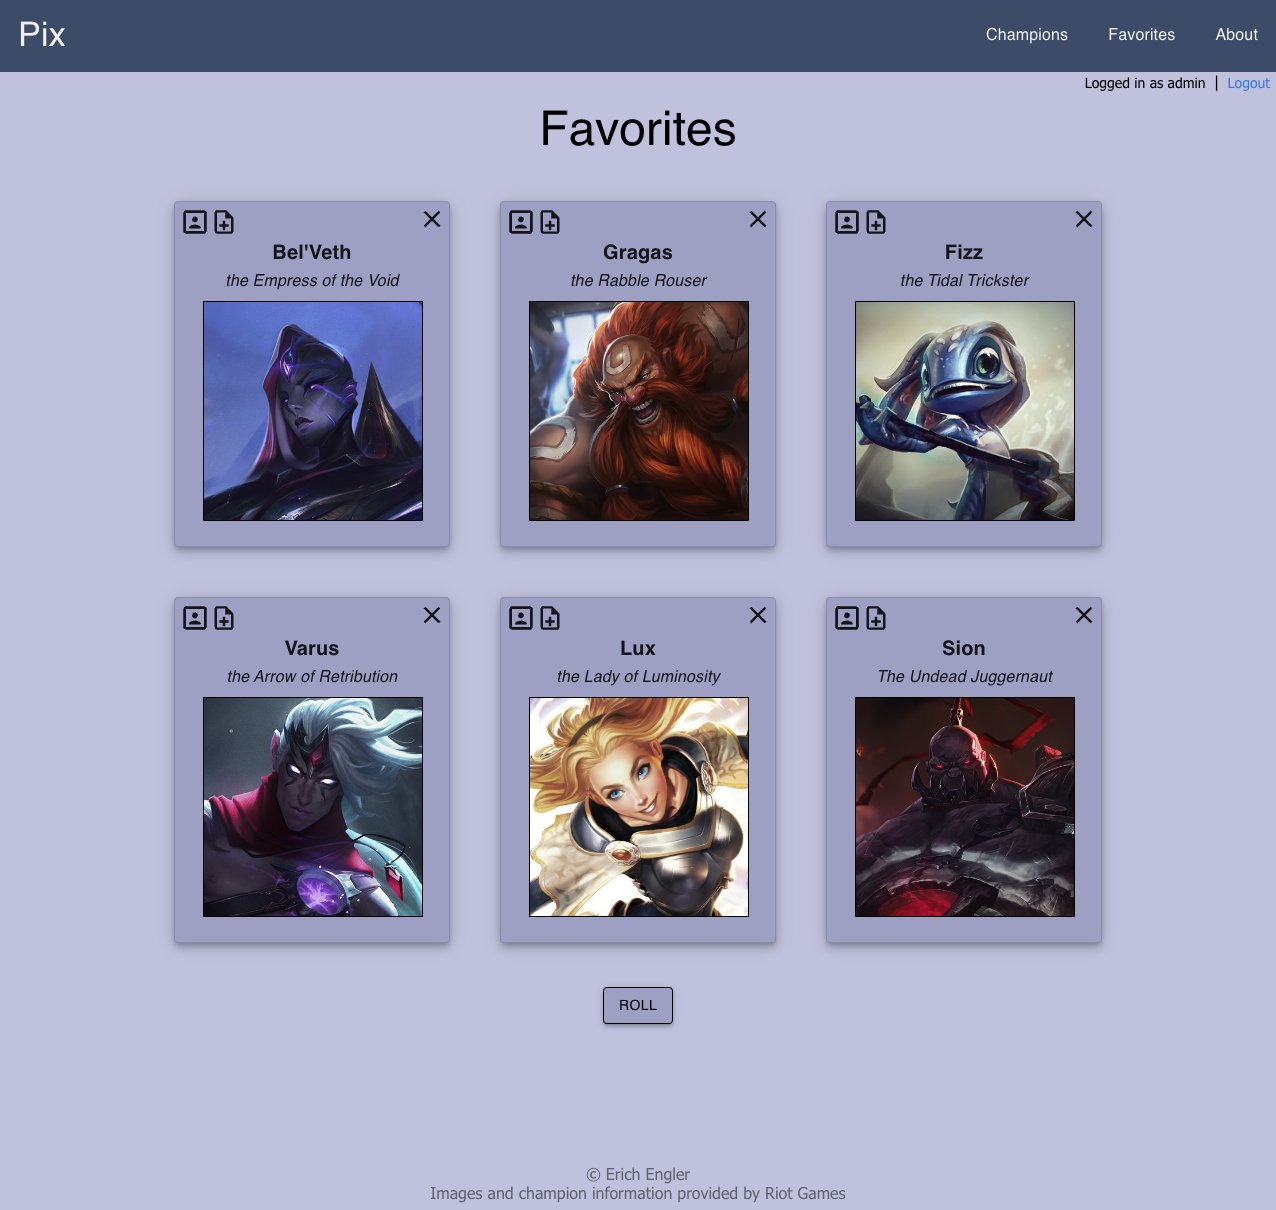 Pix
Champions Favorites About
Logged in as admin | Logout
Favorites
Bel'Veth
the Empress of the Void
Gragas
the Rabble Rouser
Fizz
the Tidal Trickster
Varus
the Arrow of Retribution
Lux
the Lady of Luminosity
Sion
The Undead Juggernaut
ROLL
© Erich Engler
Images and champion information provided by Riot Games